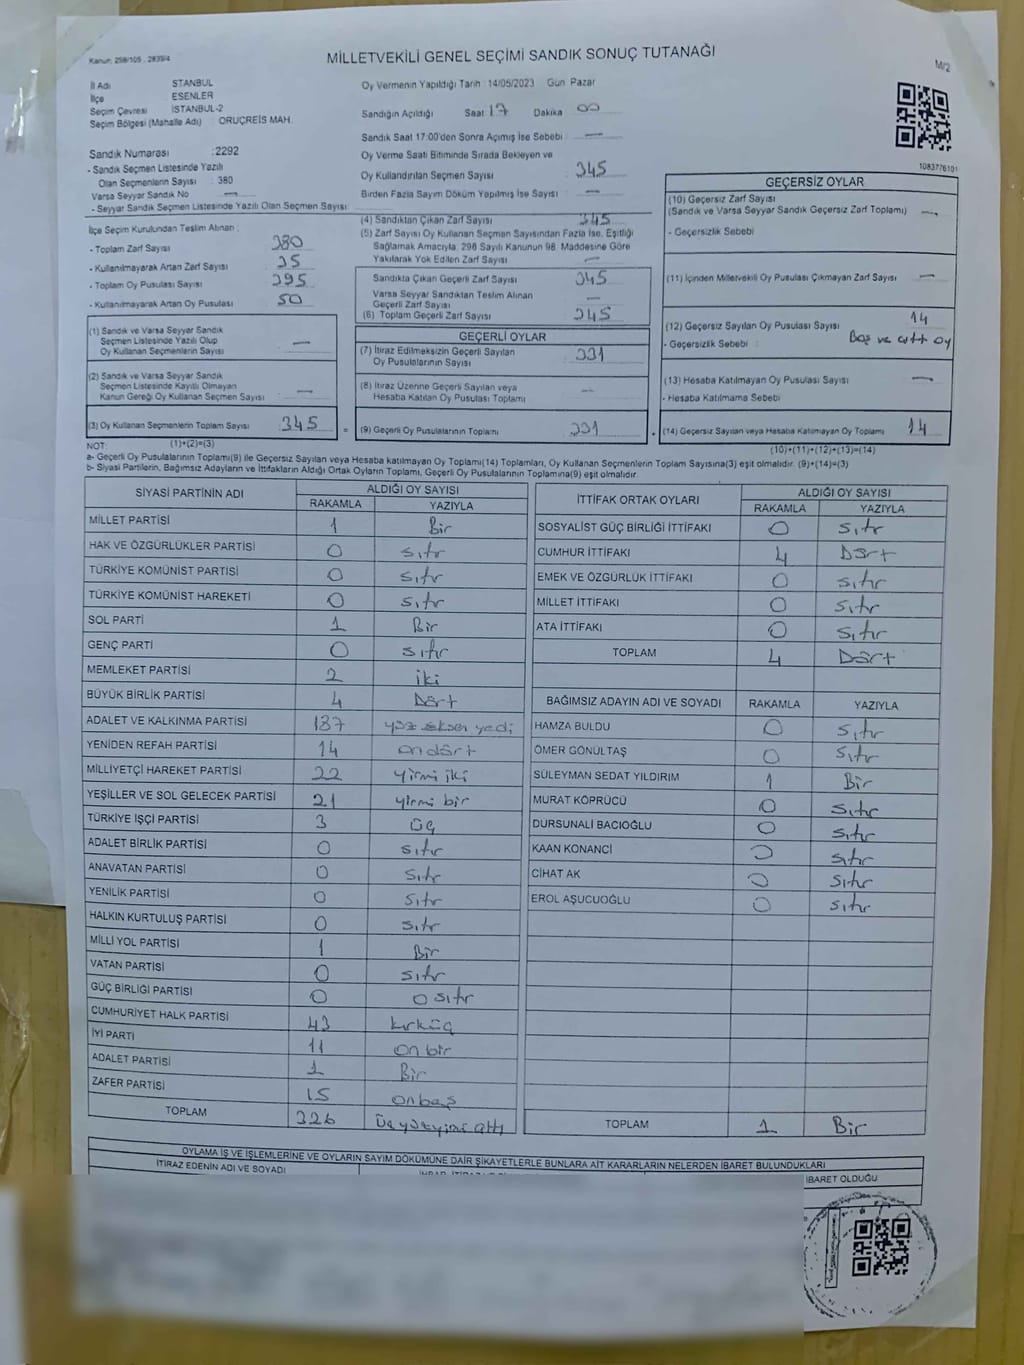 Kanun: 298/105 , 2839/4
MİLLETVEKİLİ GENEL SEÇİMİ SANDIK SONUÇ TUTANAĞI
M/2
İl Adı STANBUL
İlçe ESENLER
Seçim Çevresi İSTANBUL-2
Seçim Bölgesi (Mahalle Adı) ORUÇREİS MAH.
Oy Vermenin Yapıldığı Tarih : 14/05/2023 Gün Pazar
Sandığın Açıldığı Saat 17 Dakika 00
Sandık Saat 17:00'den Sonra Açımış İse Sebebi —
Sandık Numarası : 2292
- Sandık Seçmen Listesinde Yazılı
Olan Seçmenlerin Sayısı : 380
Varsa Seyyar Sandık No —
- Seyyar Sandık Seçmen Listesinde Yazılı Olan Seçmen Sayısı
Oy Verme Saati Bitiminde Sırada Bekleyen ve
Oy Kullandırılan Seçmen Sayısı : 345
Birden Fazla Sayım Döküm Yapılmış İse Sayısı : —
1083776101
İlçe Seçim Kurulundan Teslim Alınan :
- Toplam Zarf Sayısı 380
- Kullanılmayarak Artan Zarf Sayısı 35
- Toplam Oy Pusulası Sayısı 395
- Kullanılmayarak Artan Oy Pusulası 50
(4) Sandıktan Çıkan Zarf Sayısı 345
(5) Zarf Sayısı Oy Kullanan Seçmen Sayısından Fazla İse, Eşitliği
Sağlamak Amacıyla, 298 Sayılı Kanunun 98. Maddesine Göre
Yakılarak Yok Edilen Zarf Sayısı —
Sandıkta Çıkan Geçerli Zarf Sayısı 345
Varsa Seyyar Sandıktan Teslim Alınan
Geçerli Zarf Sayısı —
(6) Toplam Geçerli Zarf Sayısı 345
GEÇERSİZ OYLAR
(10) Geçersiz Zarf Sayısı
(Sandık ve Varsa Seyyar Sandık Geçersiz Zarf Toplamı) —
- Geçersizlik Sebebi
(11) İçinden Milletvekili Oy Pusulası Çıkmayan Zarf Sayısı —
(12) Geçersiz Sayılan Oy Pusulası Sayısı 14
- Geçersizlik Sebebi : Boş ve çift oy
(13) Hesaba Katılmayan Oy Pusulası Sayısı —
- Hesaba Katılmama Sebebi
(14) Geçersiz Sayılan veya Hesaba Katılmayan Oy Toplamı 14
(10)+(11)+(12)+(13)=(14)
(1) Sandık ve Varsa Seyyar Sandık
Seçmen Listesinde Yazılı Olup
Oy Kullanan Seçmenlerin Sayısı —
(2) Sandık ve Varsa Seyyar Sandık
Seçmen Listesinde Kayıtlı Olmayan
Kanun Gereği Oy Kullanan Seçmen Sayısı —
(3) Oy Kullanan Seçmenlerin Toplam Sayısı 345 =
GEÇERLİ OYLAR
(7) İtiraz Edilmeksizin Geçerli Sayılan
Oy Pusulalarının Sayısı 331
(8) İtiraz Üzerine Geçerli Sayılan veya
Hesaba Katılan Oy Pusulası Toplamı —
(9) Geçerli Oy Pusulalarının Toplamı 331 +
NOT: (1)+(2)=(3)
a- Geçerli Oy Pusulalarının Toplamı(9) ile Geçersiz Sayılan veya Hesaba katılmayan Oy Toplamı(14) Toplamları, Oy Kullanan Seçmenlerin Toplam Sayısına(3) eşit olmalıdır. (9)+(14)=(3)
b- Siyasi Partilerin, Bağımsız Adayların ve İttifakların Aldığı Ortak Oyların Toplamı, Geçerli Oy Pusulalarının Toplamına(9) eşit olmalıdır.
SİYASİ PARTİNİN ADI ALDIĞI OY SAYISI
RAKAMLA YAZIYLA
MİLLET PARTİSİ 1 Bir
HAK VE ÖZGÜRLÜKLER PARTİSİ 0 sıfır
TÜRKİYE KOMÜNİST PARTİSİ 0 sıfır
TÜRKİYE KOMÜNİST HAREKETİ 0 sıfır
SOL PARTİ 1 Bir
GENÇ PARTİ 0 sıfır
MEMLEKET PARTİSİ 2 iki
BÜYÜK BİRLİK PARTİSİ 4 Dört
ADALET VE KALKINMA PARTİSİ 187 yüz seksen yedi
YENİDEN REFAH PARTİSİ 14 ondört
MİLLİYETÇİ HAREKET PARTİSİ 22 yirmi iki
YEŞİLLER VE SOL GELECEK PARTİSİ 21 yirmi bir
TÜRKİYE İŞÇİ PARTİSİ 3 üç
ADALET BİRLİK PARTİSİ 0 sıfır
ANAVATAN PARTİSİ 0 sıfır
YENİLİK PARTİSİ 0 sıfır
HALKIN KURTULUŞ PARTİSİ 0 sıfır
MİLLİ YOL PARTİSİ 1 Bir
VATAN PARTİSİ 0 sıfır
GÜÇ BİRLİĞİ PARTİSİ 0 0 sıfır
CUMHURİYET HALK PARTİSİ 43 kırküç
İYİ PARTİ 11 onbir
ADALET PARTİSİ 1 Bir
ZAFER PARTİSİ 15 onbeş
TOPLAM 326 Üçyüzyirmi altı
İTTİFAK ORTAK OYLARI ALDIĞI OY SAYISI
RAKAMLA YAZIYLA
SOSYALİST GÜÇ BİRLİĞİ İTTİFAKI 0 sıfır
CUMHUR İTTİFAKI 4 Dört
EMEK VE ÖZGÜRLÜK İTTİFAKI 0 sıfır
MİLLET İTTİFAKI 0 sıfır
ATA İTTİFAKI 0 sıfır
TOPLAM 4 Dört
BAĞIMSIZ ADAYIN ADI VE SOYADI RAKAMLA YAZIYLA
HAMZA BULDU 0 sıfır
ÖMER GÖNÜLTAŞ 0 sıfır
SÜLEYMAN SEDAT YILDIRIM 1 Bir
MURAT KÖPRÜCÜ 0 sıfır
DURSUNALİ BACIOĞLU 0 sıfır
KAAN KONANCİ 0 sıfır
CİHAT AK 0 sıfır
EROL AŞUCUOĞLU 0 sıfır
TOPLAM 1 Bir
OYLAMA İŞ VE İŞLEMLERİNE VE OYLARIN SAYIM DÖKÜMÜNE DAİR ŞİKAYETLERLE BUNLARA AİT KARARLARIN NELERDEN İBARET BULUNDUKLARI
İTİRAZ EDENİN ADI VE SOYADI
İBARET OLDUĞU